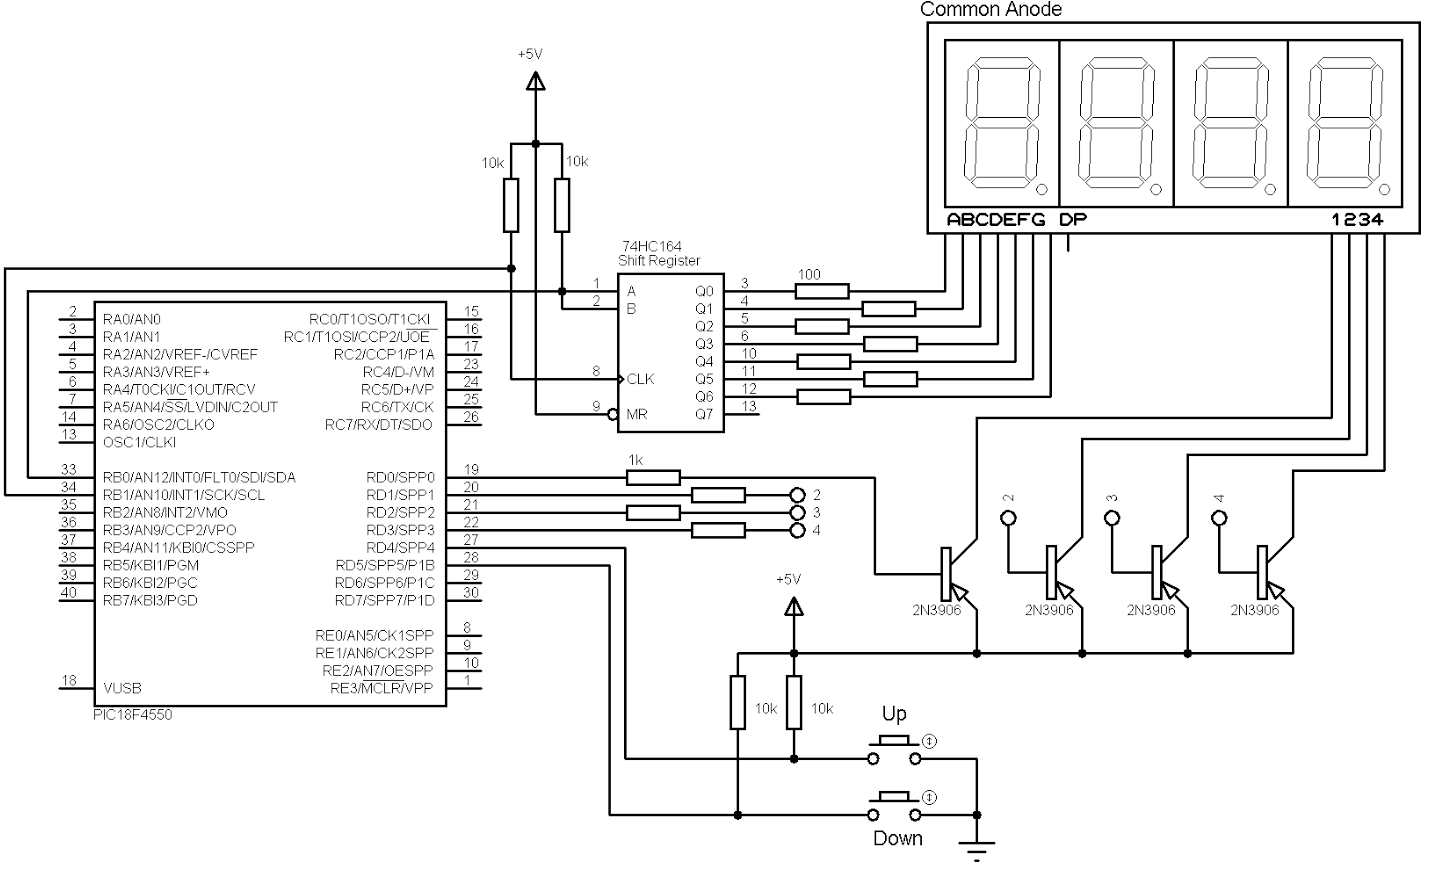 Common Anode
+5V
10k
10k
ABCDEFG DP
1234
74HC164
Shift Register
1
2
8
9
A
B
CLK
MR
Q0
Q1
Q2
Q3
Q4
Q5
Q6
Q7
3
4
5
6
10
11
12
13
100
2 RA0/AN0
3 RA1/AN1
4 RA2/AN2/VREF-/CVREF
5 RA3/AN3/VREF+
6 RA4/T0CKI/C1OUT/RCV
7 RA5/AN4/SS/LVDIN/C2OUT
14 RA6/OSC2/CLKO
13 OSC1/CLKI
33 RB0/AN12/INT0/FLT0/SDI/SDA
34 RB1/AN10/INT1/SCK/SCL
35 RB2/AN8/INT2/VMO
36 RB3/AN9/CCP2/VPO
37 RB4/AN11/KBI0/CSSPP
38 RB5/KBI1/PGM
39 RB6/KBI2/PGC
40 RB7/KBI3/PGD
18 VUSB
RC0/T1OSO/T1CKI 15
RC1/T1OSI/CCP2/UOE 16
RC2/CCP1/P1A 17
RC4/D-/VM 23
RC5/D+/VP 24
RC6/TX/CK 25
RC7/RX/DT/SDO 26
RD0/SPP0 19
RD1/SPP1 20
RD2/SPP2 21
RD3/SPP3 22
RD4/SPP4 27
RD5/SPP5/P1B 28
RD6/SPP6/P1C 29
RD7/SPP7/P1D 30
RE0/AN5/CK1SPP 8
RE1/AN6/CK2SPP 9
RE2/AN7/OESPP 10
RE3/MCLR/VPP 1
PIC18F4550
1k
2
3
4
2
3
4
2N3906
2N3906
2N3906
2N3906
+5V
10k
10k
Up
Down